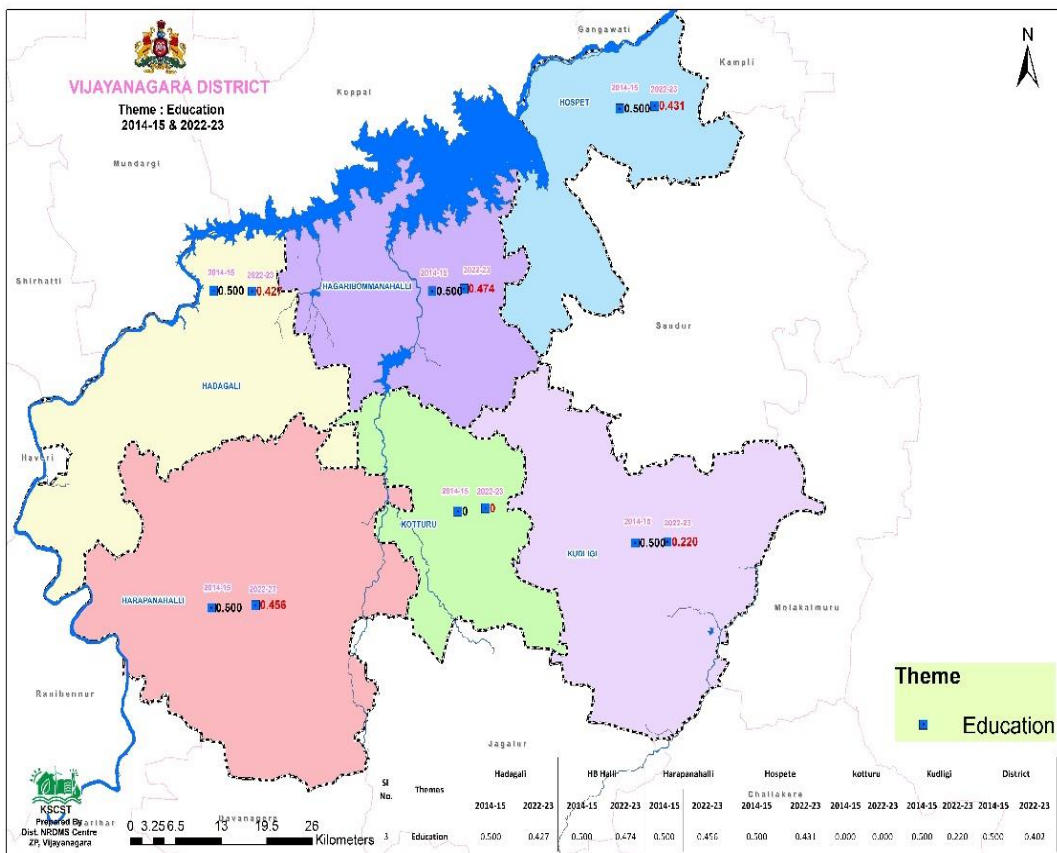 VIJAYANAGARA DISTRICT
Theme : Education
2014-15 & 2022-23
Gangawati
Kampli
N
Koppal
Mundargi
Shirhatti
Haveri
Ranibennur
Harihar
Davanagere
Jagalur
Challakere
Molakalmuru
Sandur
HOSPET
2014-15 2022-23
0.500 0.431
HAGARIBOMMANAHALLI
2014-15 2022-23
0.500 0.474
2014-15 2022-23
0.500 0.427
HADAGALI
KOTTURU
2014-15 2022-23
0 0
KUDLIGI
2014-15 2022-23
0.500 0.220
HARAPANAHALLI
2014-15 2022-23
0.500 0.456
Theme
Education
KSCST
Prepared By
Dist. NRDMS Centre
ZP, Vijayanagara
0 3.25 6.5 13 19.5 26
Kilometers
Sl No. Themes Hadagali HB Halli Harapanahalli Hospete kotturu Kudligi District
2014-15 2022-23 2014-15 2022-23 2014-15 2022-23 2014-15 2022-23 2014-15 2022-23 2014-15 2022-23 2014-15 2022-23
3 Education 0.500 0.427 0.500 0.474 0.500 0.456 0.500 0.431 0.000 0.000 0.500 0.220 0.500 0.402